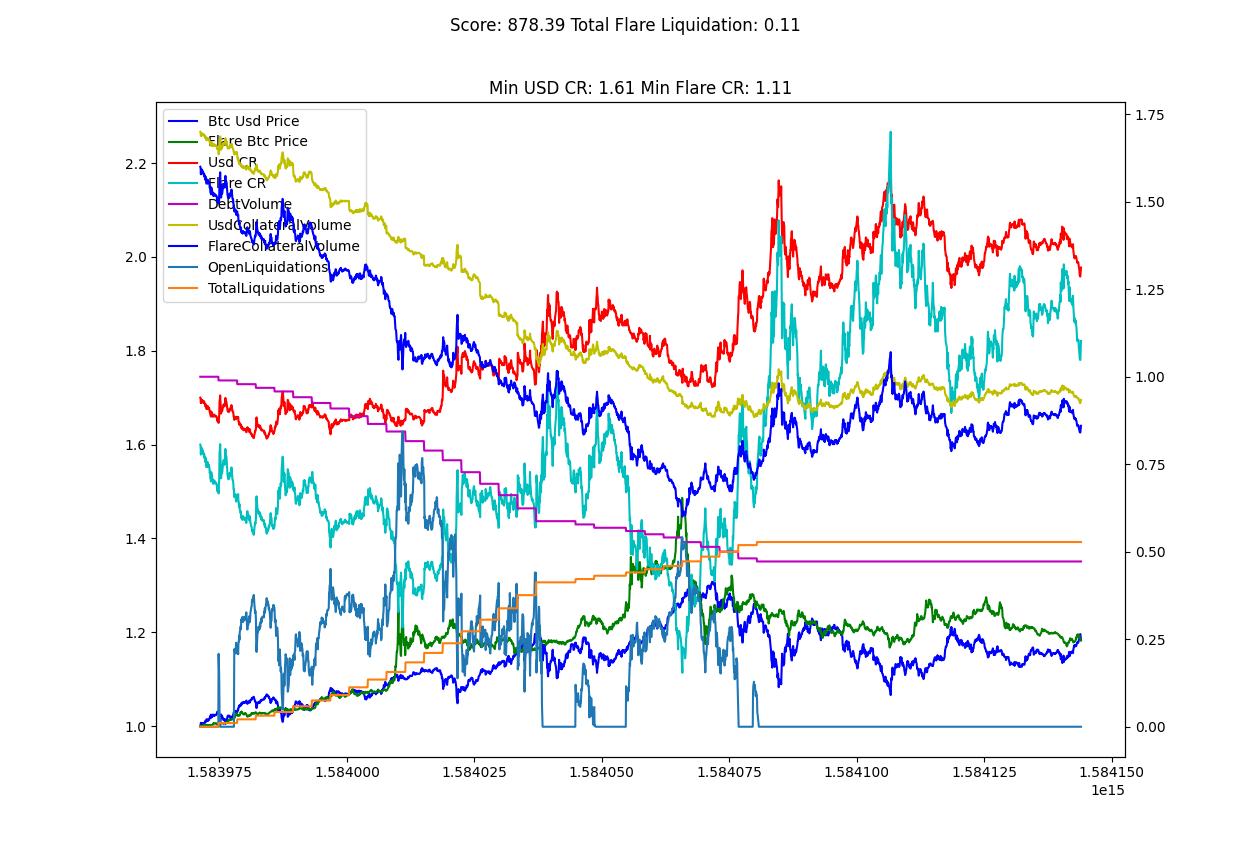 Score: 878.39 Total Flare Liquidation: 0.11
Min USD CR: 1.61 Min Flare CR: 1.11
Btc Usd Price
Flare Btc Price
Usd CR
Flare CR
DebtVolume
UsdCollateralVolume
FlareCollateralVolume
OpenLiquidations
TotalLiquidations
2.2
2.0
1.8
1.6
1.4
1.2
1.0
1.75
1.50
1.25
1.00
0.75
0.50
0.25
0.00
1.583975 1.584000 1.584025 1.584050 1.584075 1.584100 1.584125 1.584150
1e15